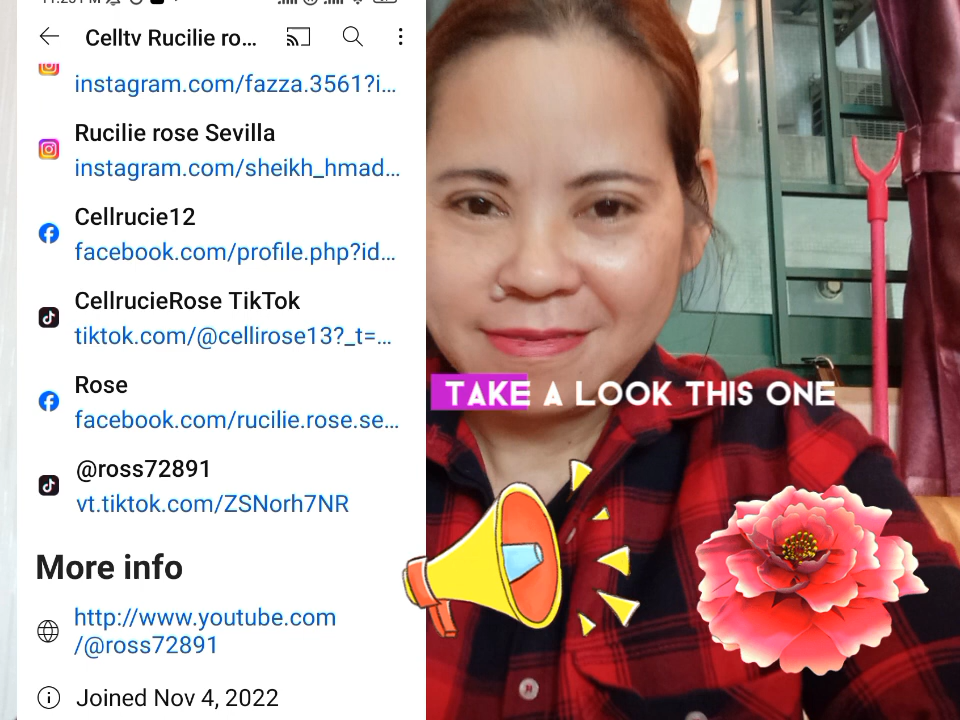 Celltv Rucilie ro...
instagram.com/fazza.3561?i...
Rucilie rose Sevilla
instagram.com/sheikh_hmad...
Cellrucie12
facebook.com/profile.php?id...
CellrucieRose TikTok
tiktok.com/@cellirose13?_t=...
Rose
facebook.com/rucilie.rose.se...
@ross72891
vt.tiktok.com/ZSNorh7NR
More info
http://www.youtube.com
/@ross72891
Joined Nov 4, 2022
TAKE A LOOK THIS ONE